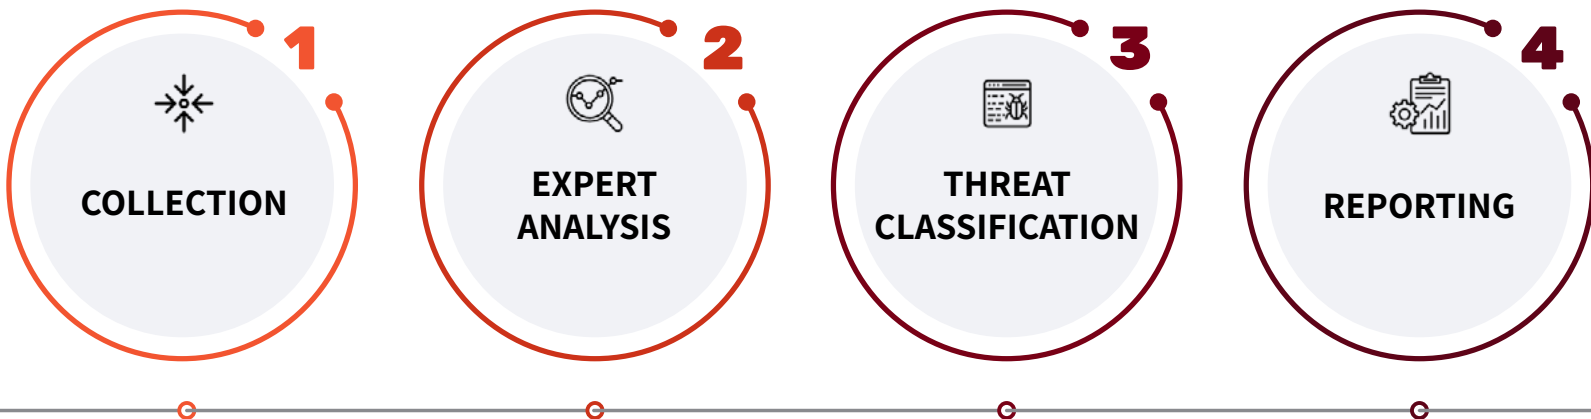 1
COLLECTION
2
EXPERT
ANALYSIS
3
THREAT
CLASSIFICATION
4
REPORTING